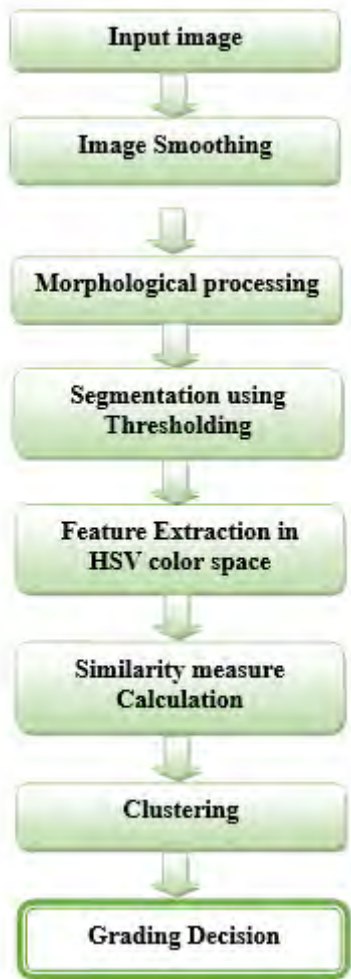 Input image
Image Smoothing
Morphological processing
Segmentation using
Thresholding
Feature Extraction in
HSV color space
Similarity measure
Calculation
Clustering
Grading Decision